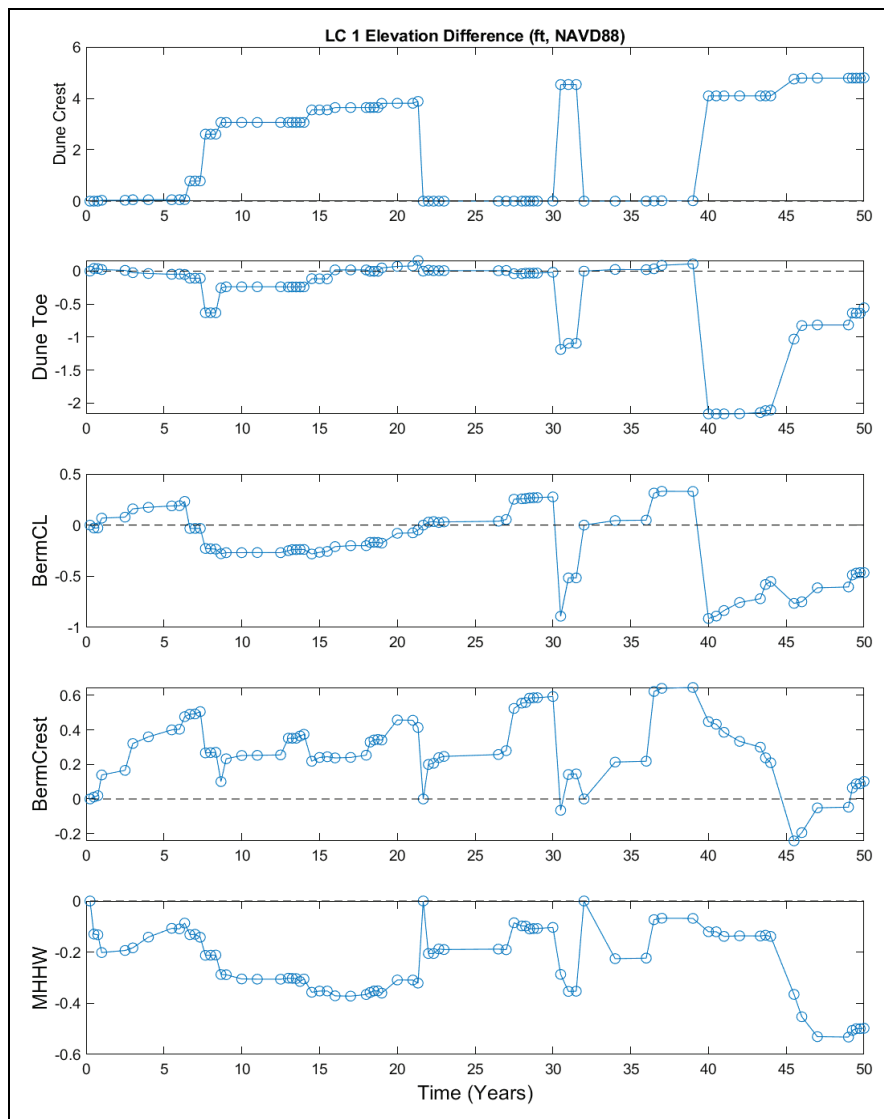 LC 1 Elevation Difference (ft, NAVD88)
Dune Crest
6
4
2
0
0 5 10 15 20 25 30 35 40 45 50
Dune Toe
0
-0.5
-1
-1.5
-2
0 5 10 15 20 25 30 35 40 45 50
BermCL
0.5
0
-0.5
-1
0 5 10 15 20 25 30 35 40 45 50
BermCrest
0.6
0.4
0.2
0
-0.2
0 5 10 15 20 25 30 35 40 45 50
MHHW
0
-0.2
-0.4
-0.6
0 5 10 15 20 25 30 35 40 45 50
Time (Years)